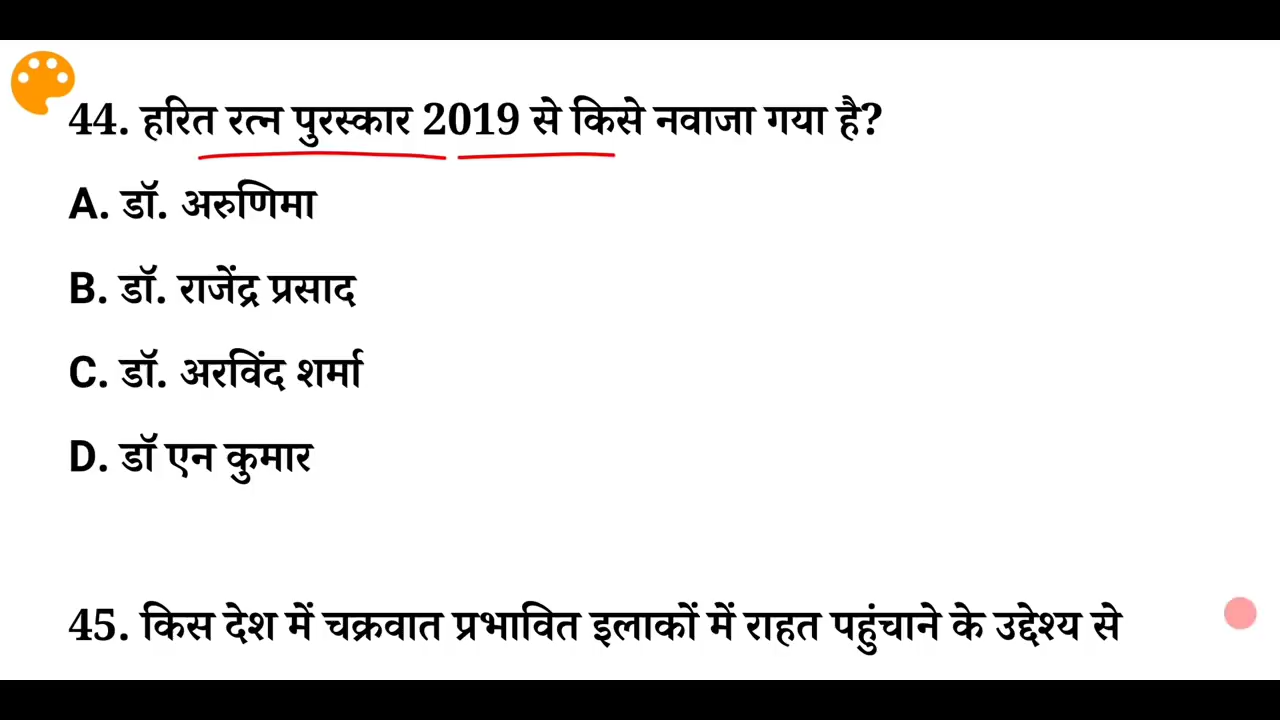 44. हरित रत्न पुरस्कार 2019 से किसे नवाजा गया है?
A. डॉ. अरुणिमा
B. डॉ. राजेंद्र प्रसाद
C. डॉ. अरविंद शर्मा
D. डॉ एन कुमार
45. किस देश में चक्रवात प्रभावित इलाकों में राहत पहुंचाने के उद्देश्य से